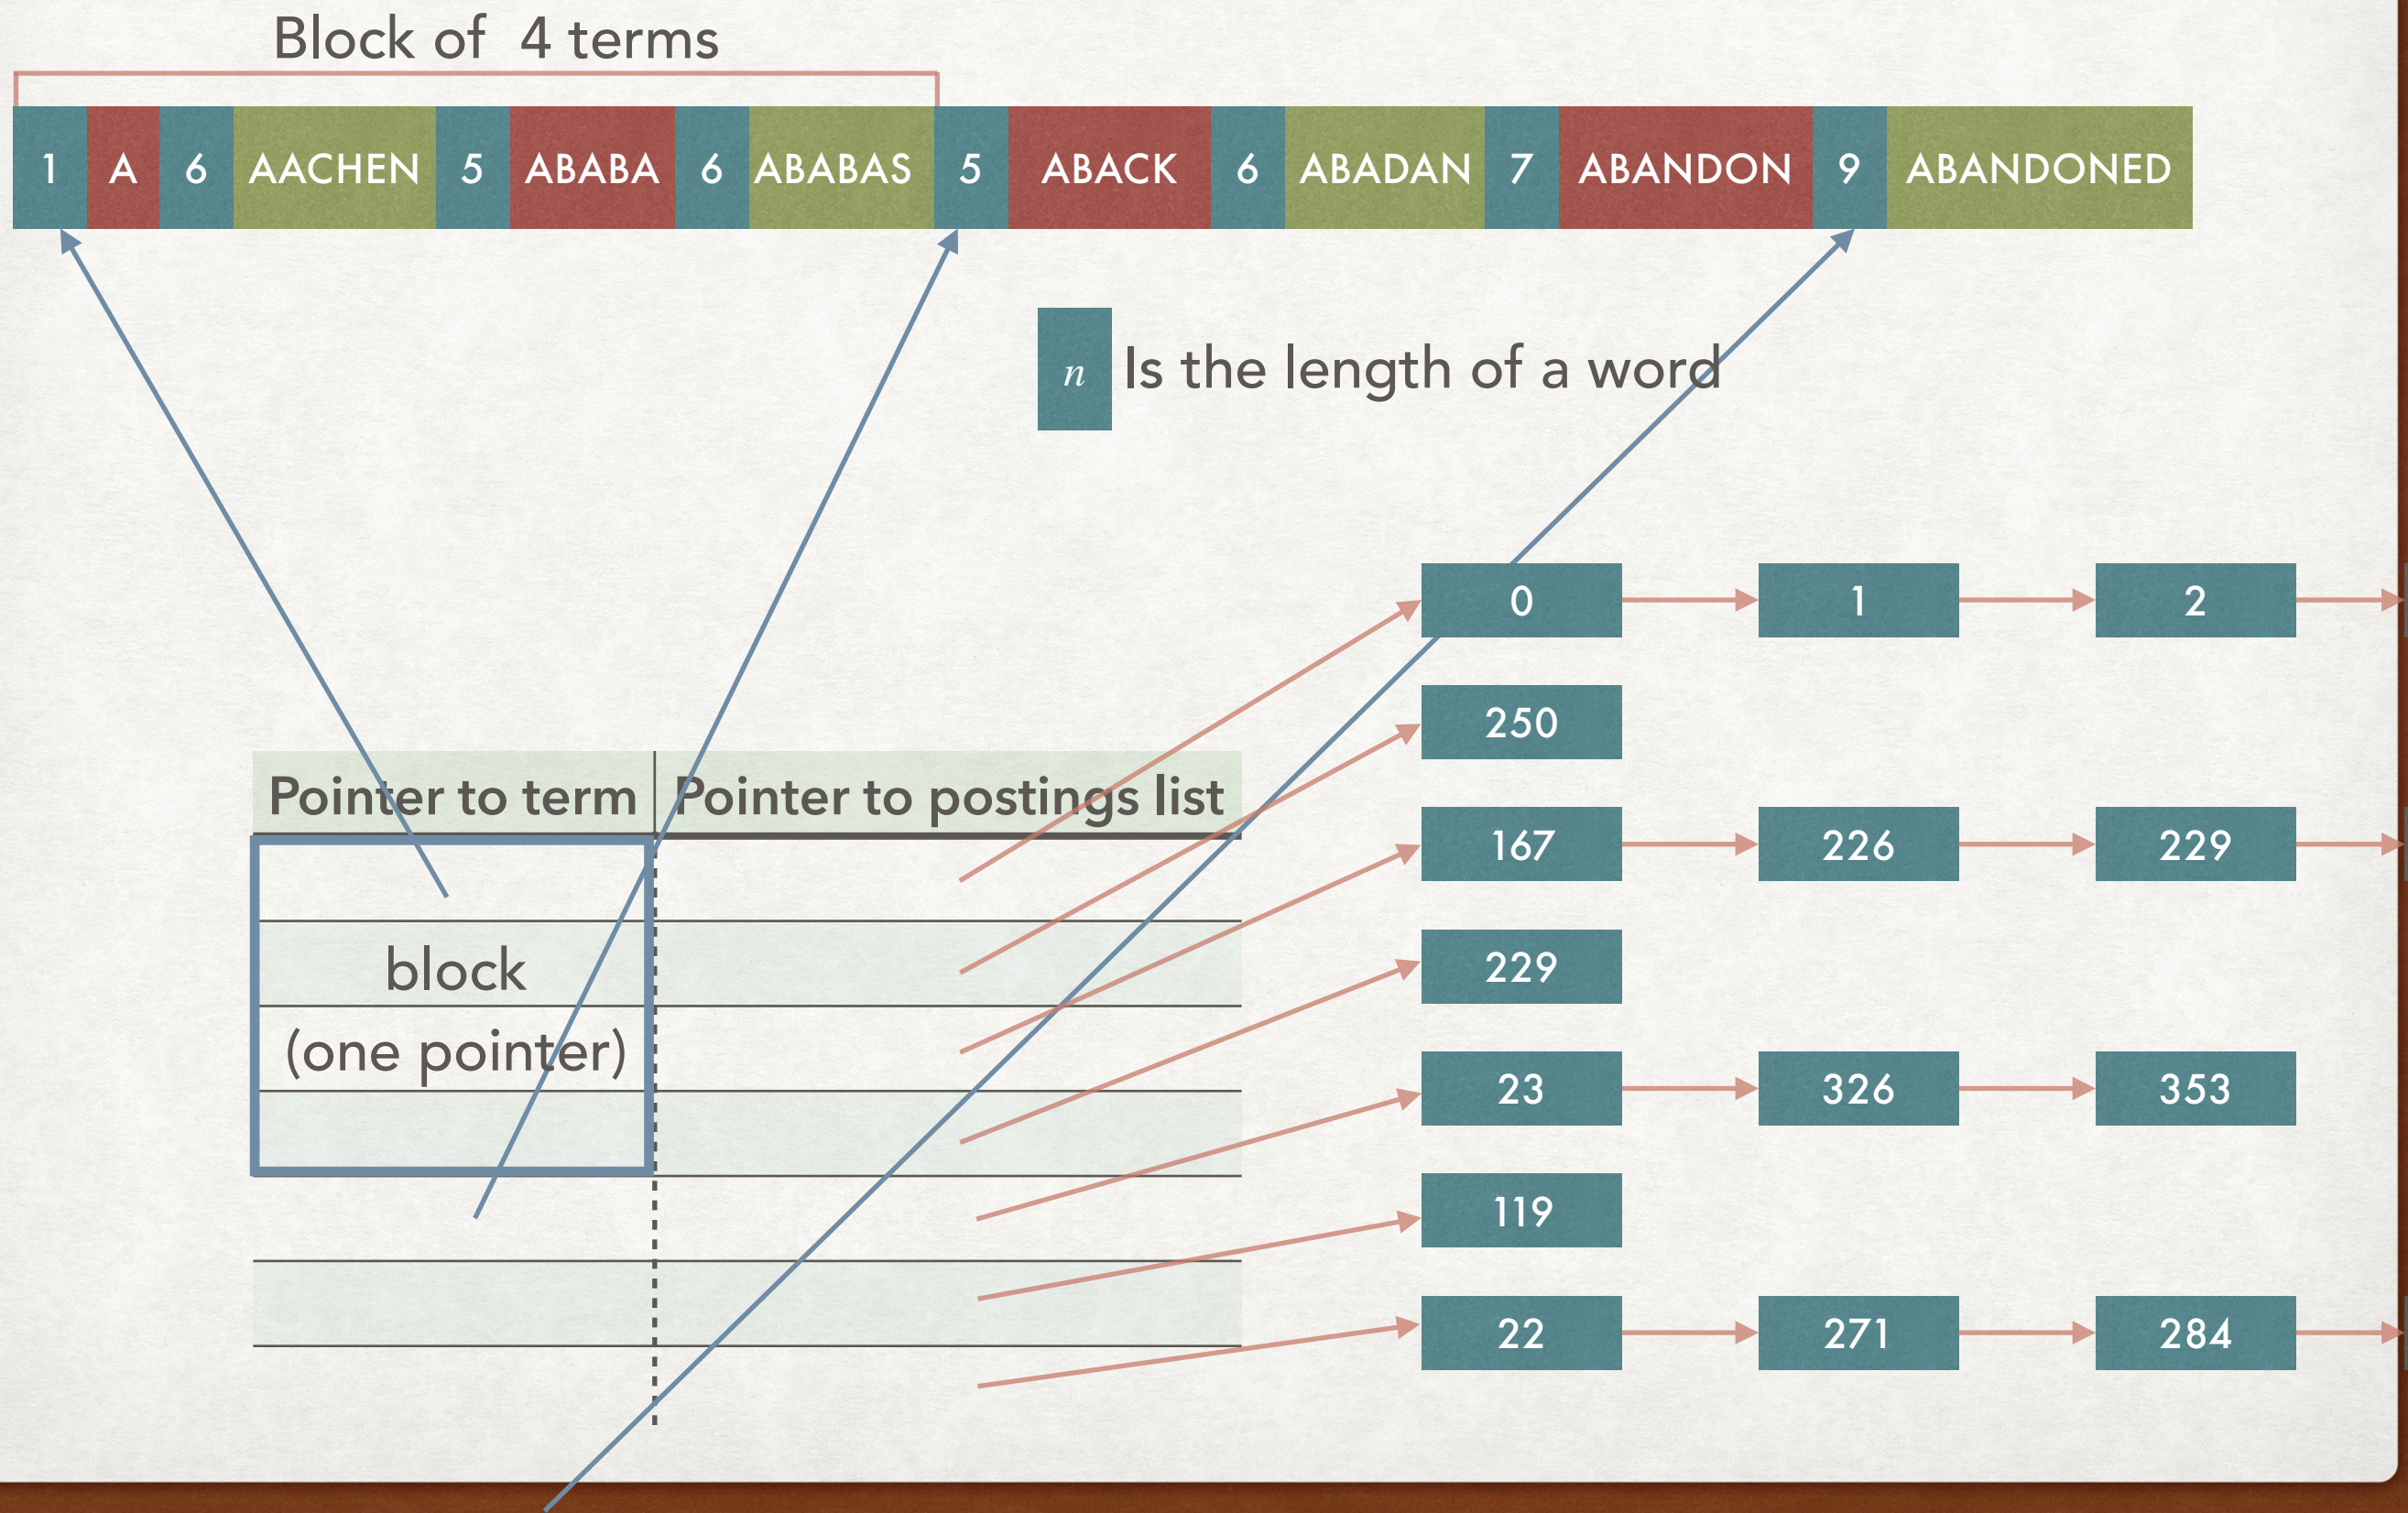 Block of 4 terms
1 A 6 AACHEN 5 ABABA 6 ABABAS 5 ABACK 6 ABADAN 7 ABANDON 9 ABANDONED
n Is the length of a word
0 1 2
250
Pointer to term Pointer to postings list
167 226 229
block
229
(one pointer)
23 326 353
119
22 271 284